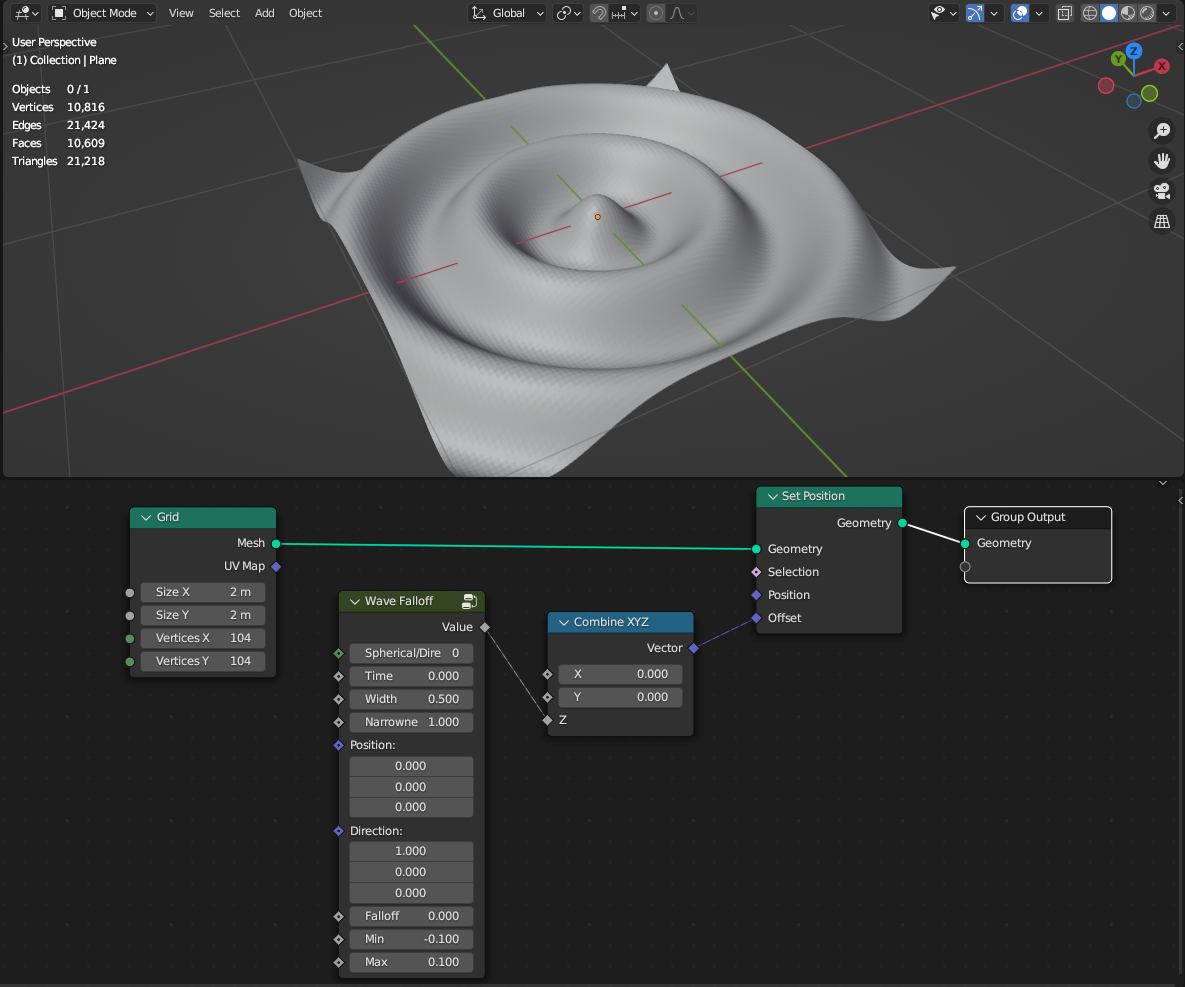 Object Mode View Select Add Object Global
User Perspective
(1) Collection | Plane
Objects 0 / 1
Vertices 10,816
Edges 21,424
Faces 10,609
Triangles 21,218
Z
Y
X
Grid
Mesh
UV Map
Size X 2 m
Size Y 2 m
Vertices X 104
Vertices Y 104
Wave Falloff
Value
Spherical/Dire 0
Time 0.000
Width 0.500
Narrowne 1.000
Position:
0.000
0.000
0.000
Direction:
1.000
0.000
0.000
Falloff 0.000
Min -0.100
Max 0.100
Combine XYZ
Vector
X 0.000
Y 0.000
Z
Set Position
Geometry
Geometry
Selection
Position
Offset
Group Output
Geometry